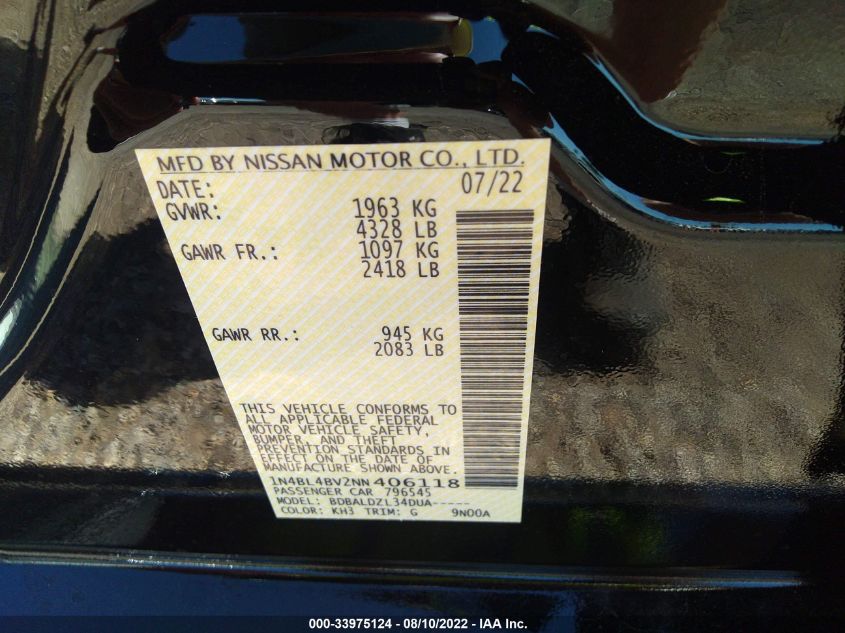 MFD BY NISSAN MOTOR CO., LTD.
DATE: 07/22
GVWR: 1963 KG
4328 LB
GAWR FR.: 1097 KG
2418 LB
GAWR RR.: 945 KG
2083 LB
THIS VEHICLE CONFORMS TO
ALL APPLICABLE FEDERAL
MOTOR VEHICLE SAFETY,
BUMPER, AND THEFT
PREVENTION STANDARDS IN
EFFECT ON THE DATE OF
MANUFACTURE SHOWN ABOVE.
1N4BL4BV2NN406118
PASSENGER CAR 796545
MODEL: BDBALDZL34DUA-----
COLOR: KH3 TRIM: G 9N00A
000-33975124 - 08/10/2022 - IAA Inc.